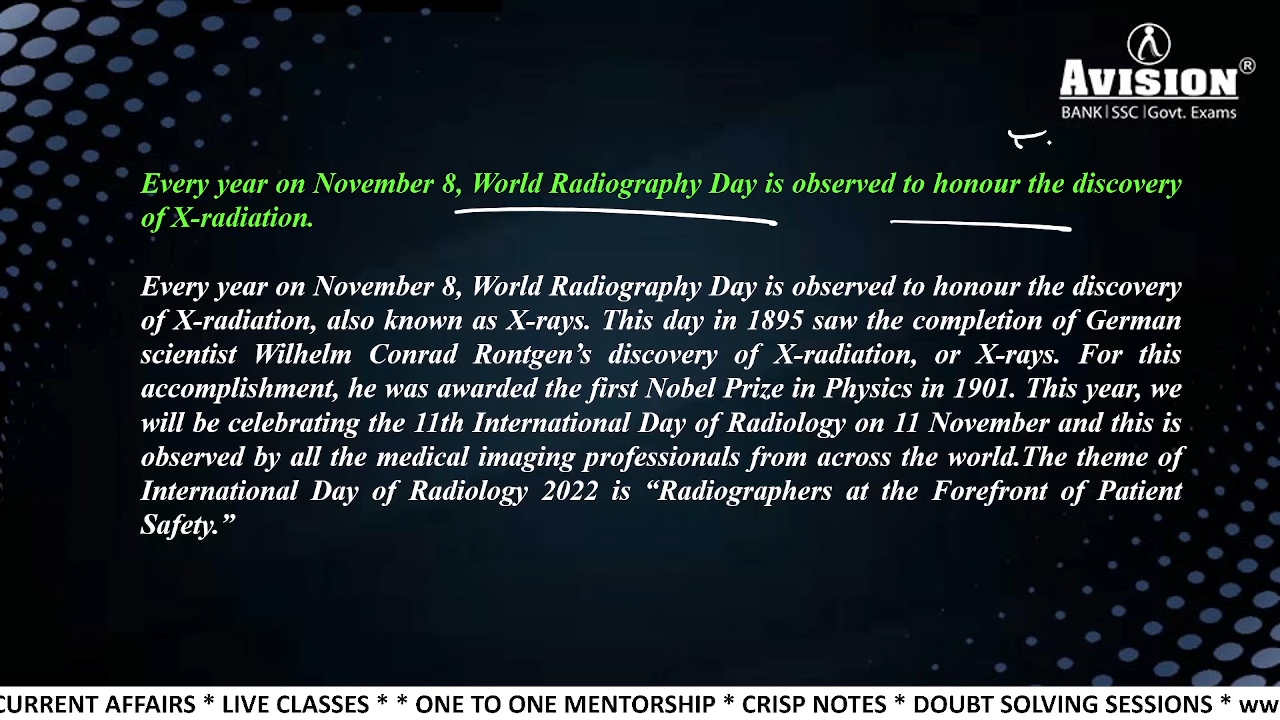 AVISION®
BANK|SSC|Govt. Exams
Every year on November 8, World Radiography Day is observed to honour the discovery
of X-radiation.
Every year on November 8, World Radiography Day is observed to honour the discovery
of X-radiation, also known as X-rays. This day in 1895 saw the completion of German
scientist Wilhelm Conrad Rontgen’s discovery of X-radiation, or X-rays. For this
accomplishment, he was awarded the first Nobel Prize in Physics in 1901. This year, we
will be celebrating the 11th International Day of Radiology on 11 November and this is
observed by all the medical imaging professionals from across the world.The theme of
International Day of Radiology 2022 is “Radiographers at the Forefront of Patient
Safety.”
CURRENT AFFAIRS * LIVE CLASSES * * ONE TO ONE MENTORSHIP * CRISP NOTES * DOUBT SOLVING SESSIONS *